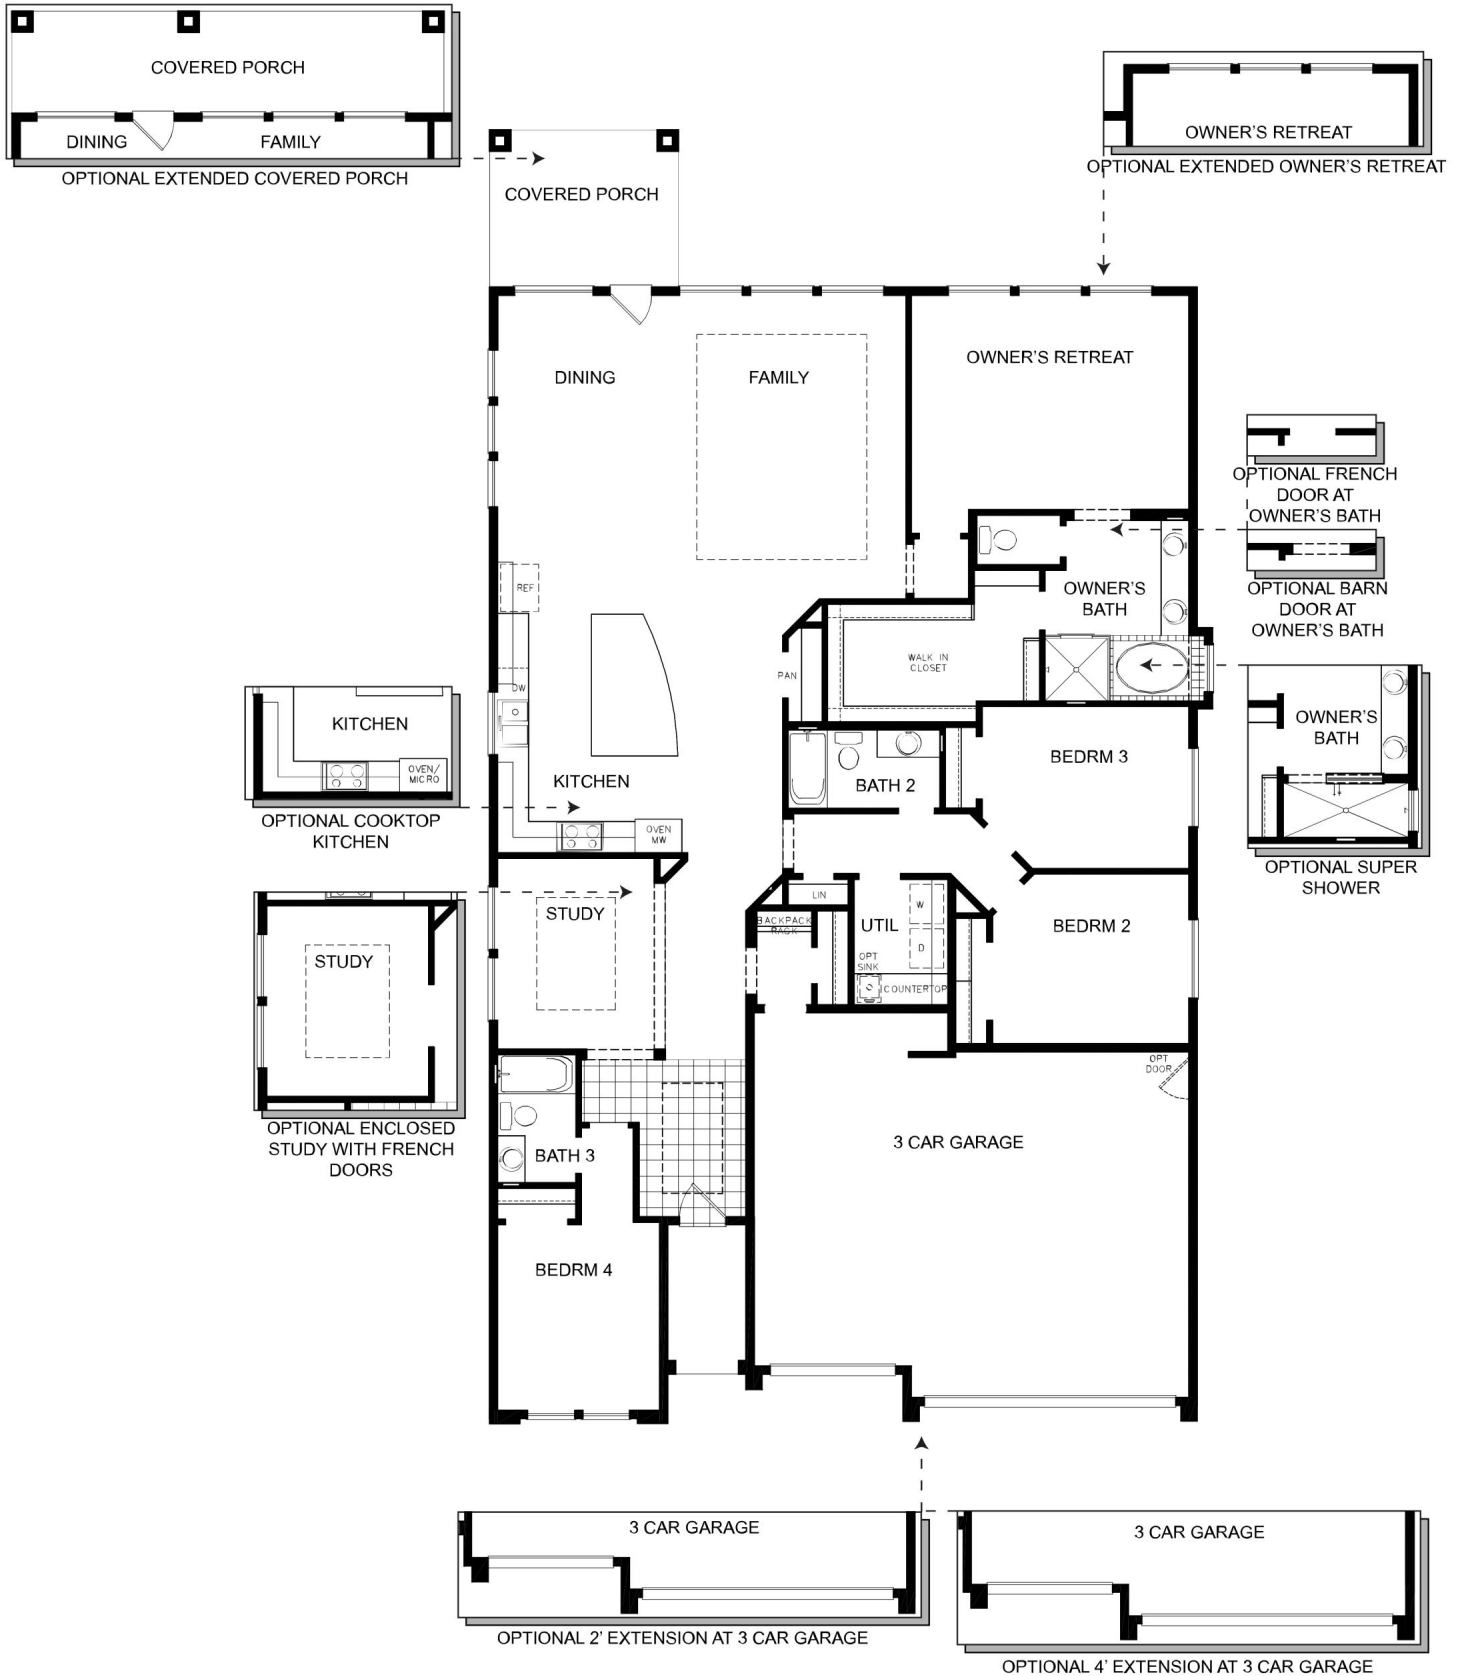 COVERED PORCH
DINING
FAMILY
OPTIONAL EXTENDED COVERED PORCH
OWNER'S RETREAT
OPTIONAL EXTENDED OWNER'S RETREAT
COVERED PORCH
DINING
FAMILY
OWNER'S RETREAT
OPTIONAL FRENCH
DOOR AT
OWNER'S BATH
OPTIONAL BARN
DOOR AT
OWNER'S BATH
REF
OWNER'S
BATH
WALK IN
CLOSET
PAN
DW
KITCHEN
OVEN/
MICRO
OPTIONAL COOKTOP
KITCHEN
KITCHEN
OVEN
MW
BATH 2
BEDRM 3
OWNER'S
BATH
OPTIONAL SUPER
SHOWER
LIN
BACKPACK
RACK
UTIL
W
D
OPT
SINK
COUNTERTOP
BEDRM 2
STUDY
STUDY
OPTIONAL ENCLOSED
STUDY WITH FRENCH
DOORS
BATH 3
OPT
DOOR
3 CAR GARAGE
BEDRM 4
3 CAR GARAGE
OPTIONAL 2' EXTENSION AT 3 CAR GARAGE
3 CAR GARAGE
OPTIONAL 4' EXTENSION AT 3 CAR GARAGE